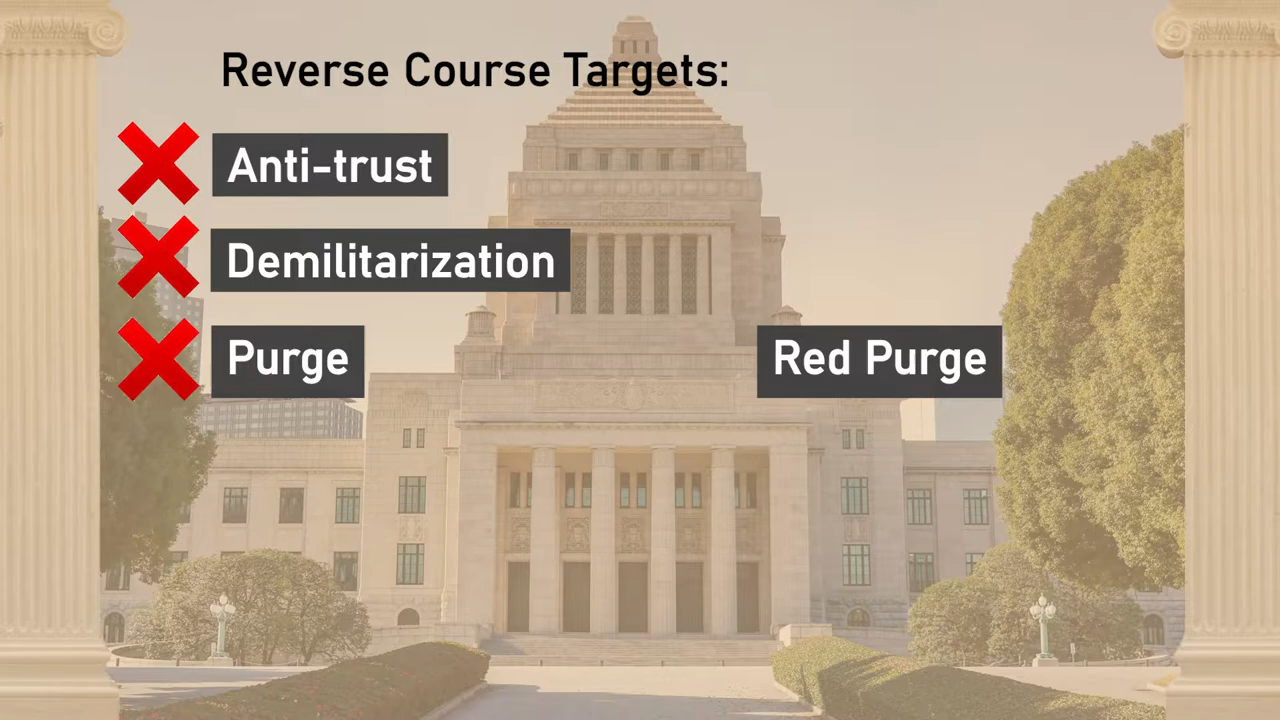 Reverse Course Targets:
Anti-trust
Demilitarization
Purge
Red Purge